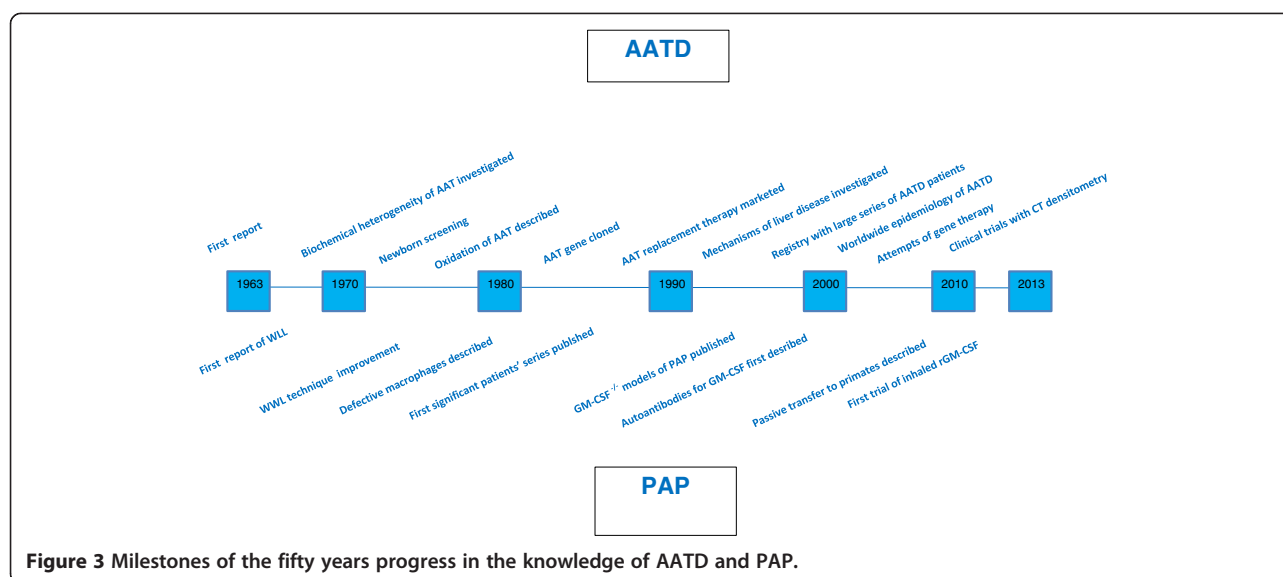 AATD
First report
Biochemical heterogeneity of AAT investigated
Newborn screening
Oxidation of AAT described
AAT gene cloned
AAT replacement therapy marketed
Mechanisms of liver disease investigated
Registry with large series of AATD patients
Worldwide epidemiology of AATD
Attempts of gene therapy
Clinical trials with CT densitometry
1963
1970
1980
1990
2000
2010
2013
First report of WLL
WWL technique improvement
Defective macrophages described
First significant patients' series publshed
GM-CSF-/- models of PAP published
Autoantibodies for GM-CSF first desribed
Passive transfer to primates described
First trial of inhaled rGM-CSF
PAP
Figure 3 Milestones of the fifty years progress in the knowledge of AATD and PAP.